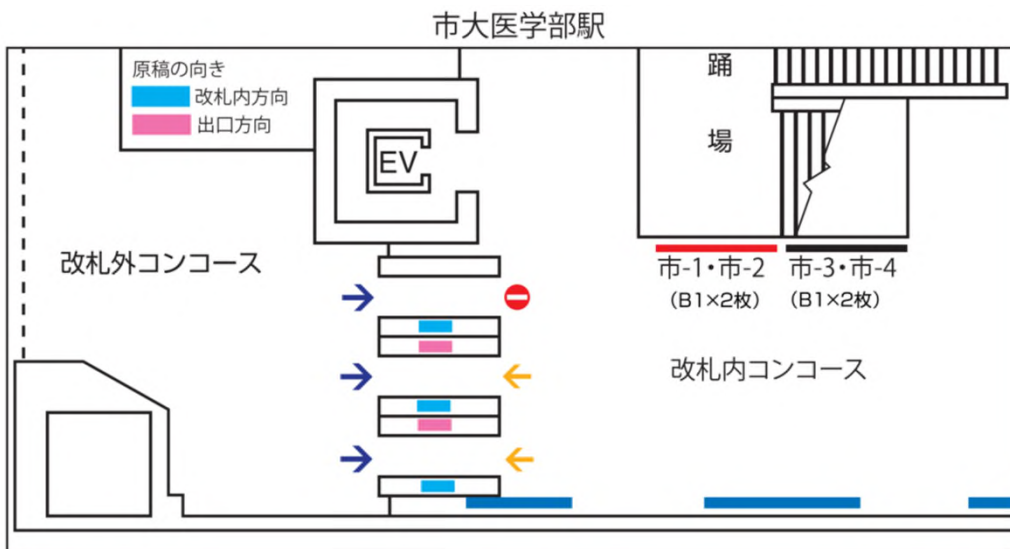 市大医学部駅
原稿の向き
改札内方向
出口方向
EV
踊
場
改札外コンコース
市-1・市-2
(B1×2枚)
市-3・市-4
(B1×2枚)
改札内コンコース